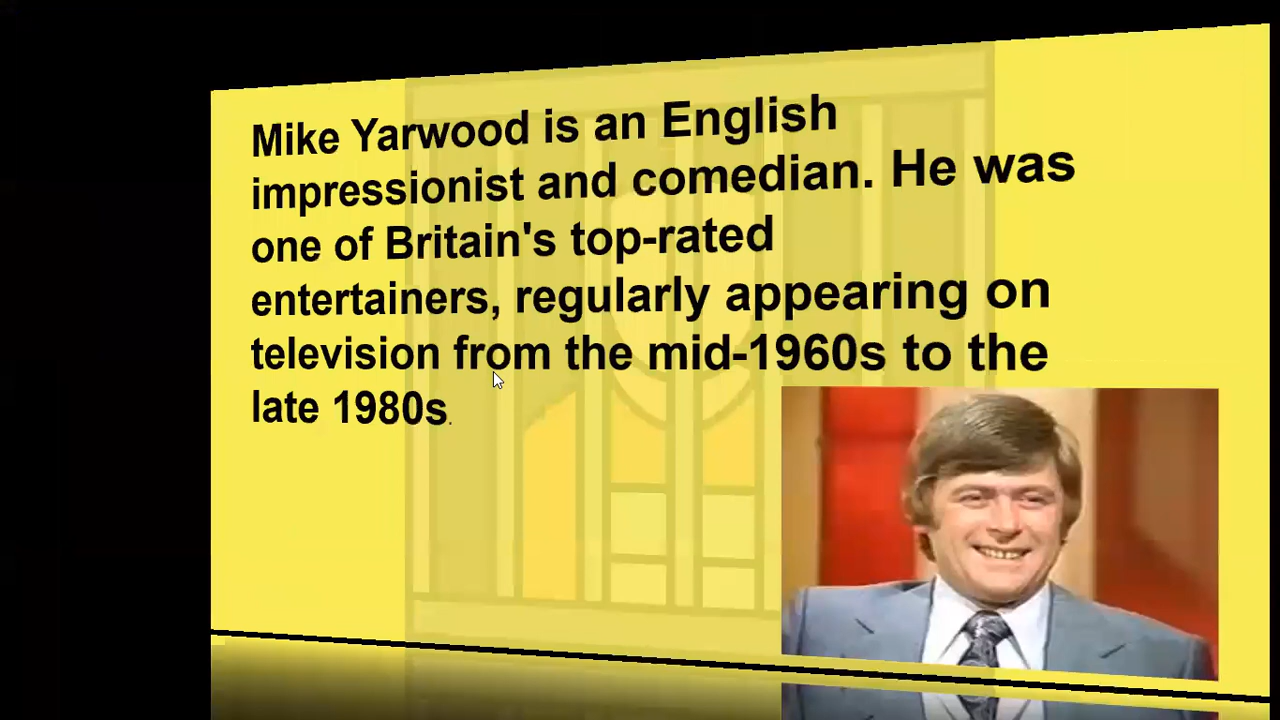 Mike Yarwood is an English
impressionist and comedian. He was
one of Britain's top-rated
entertainers, regularly appearing on
television from the mid-1960s to the
late 1980s.